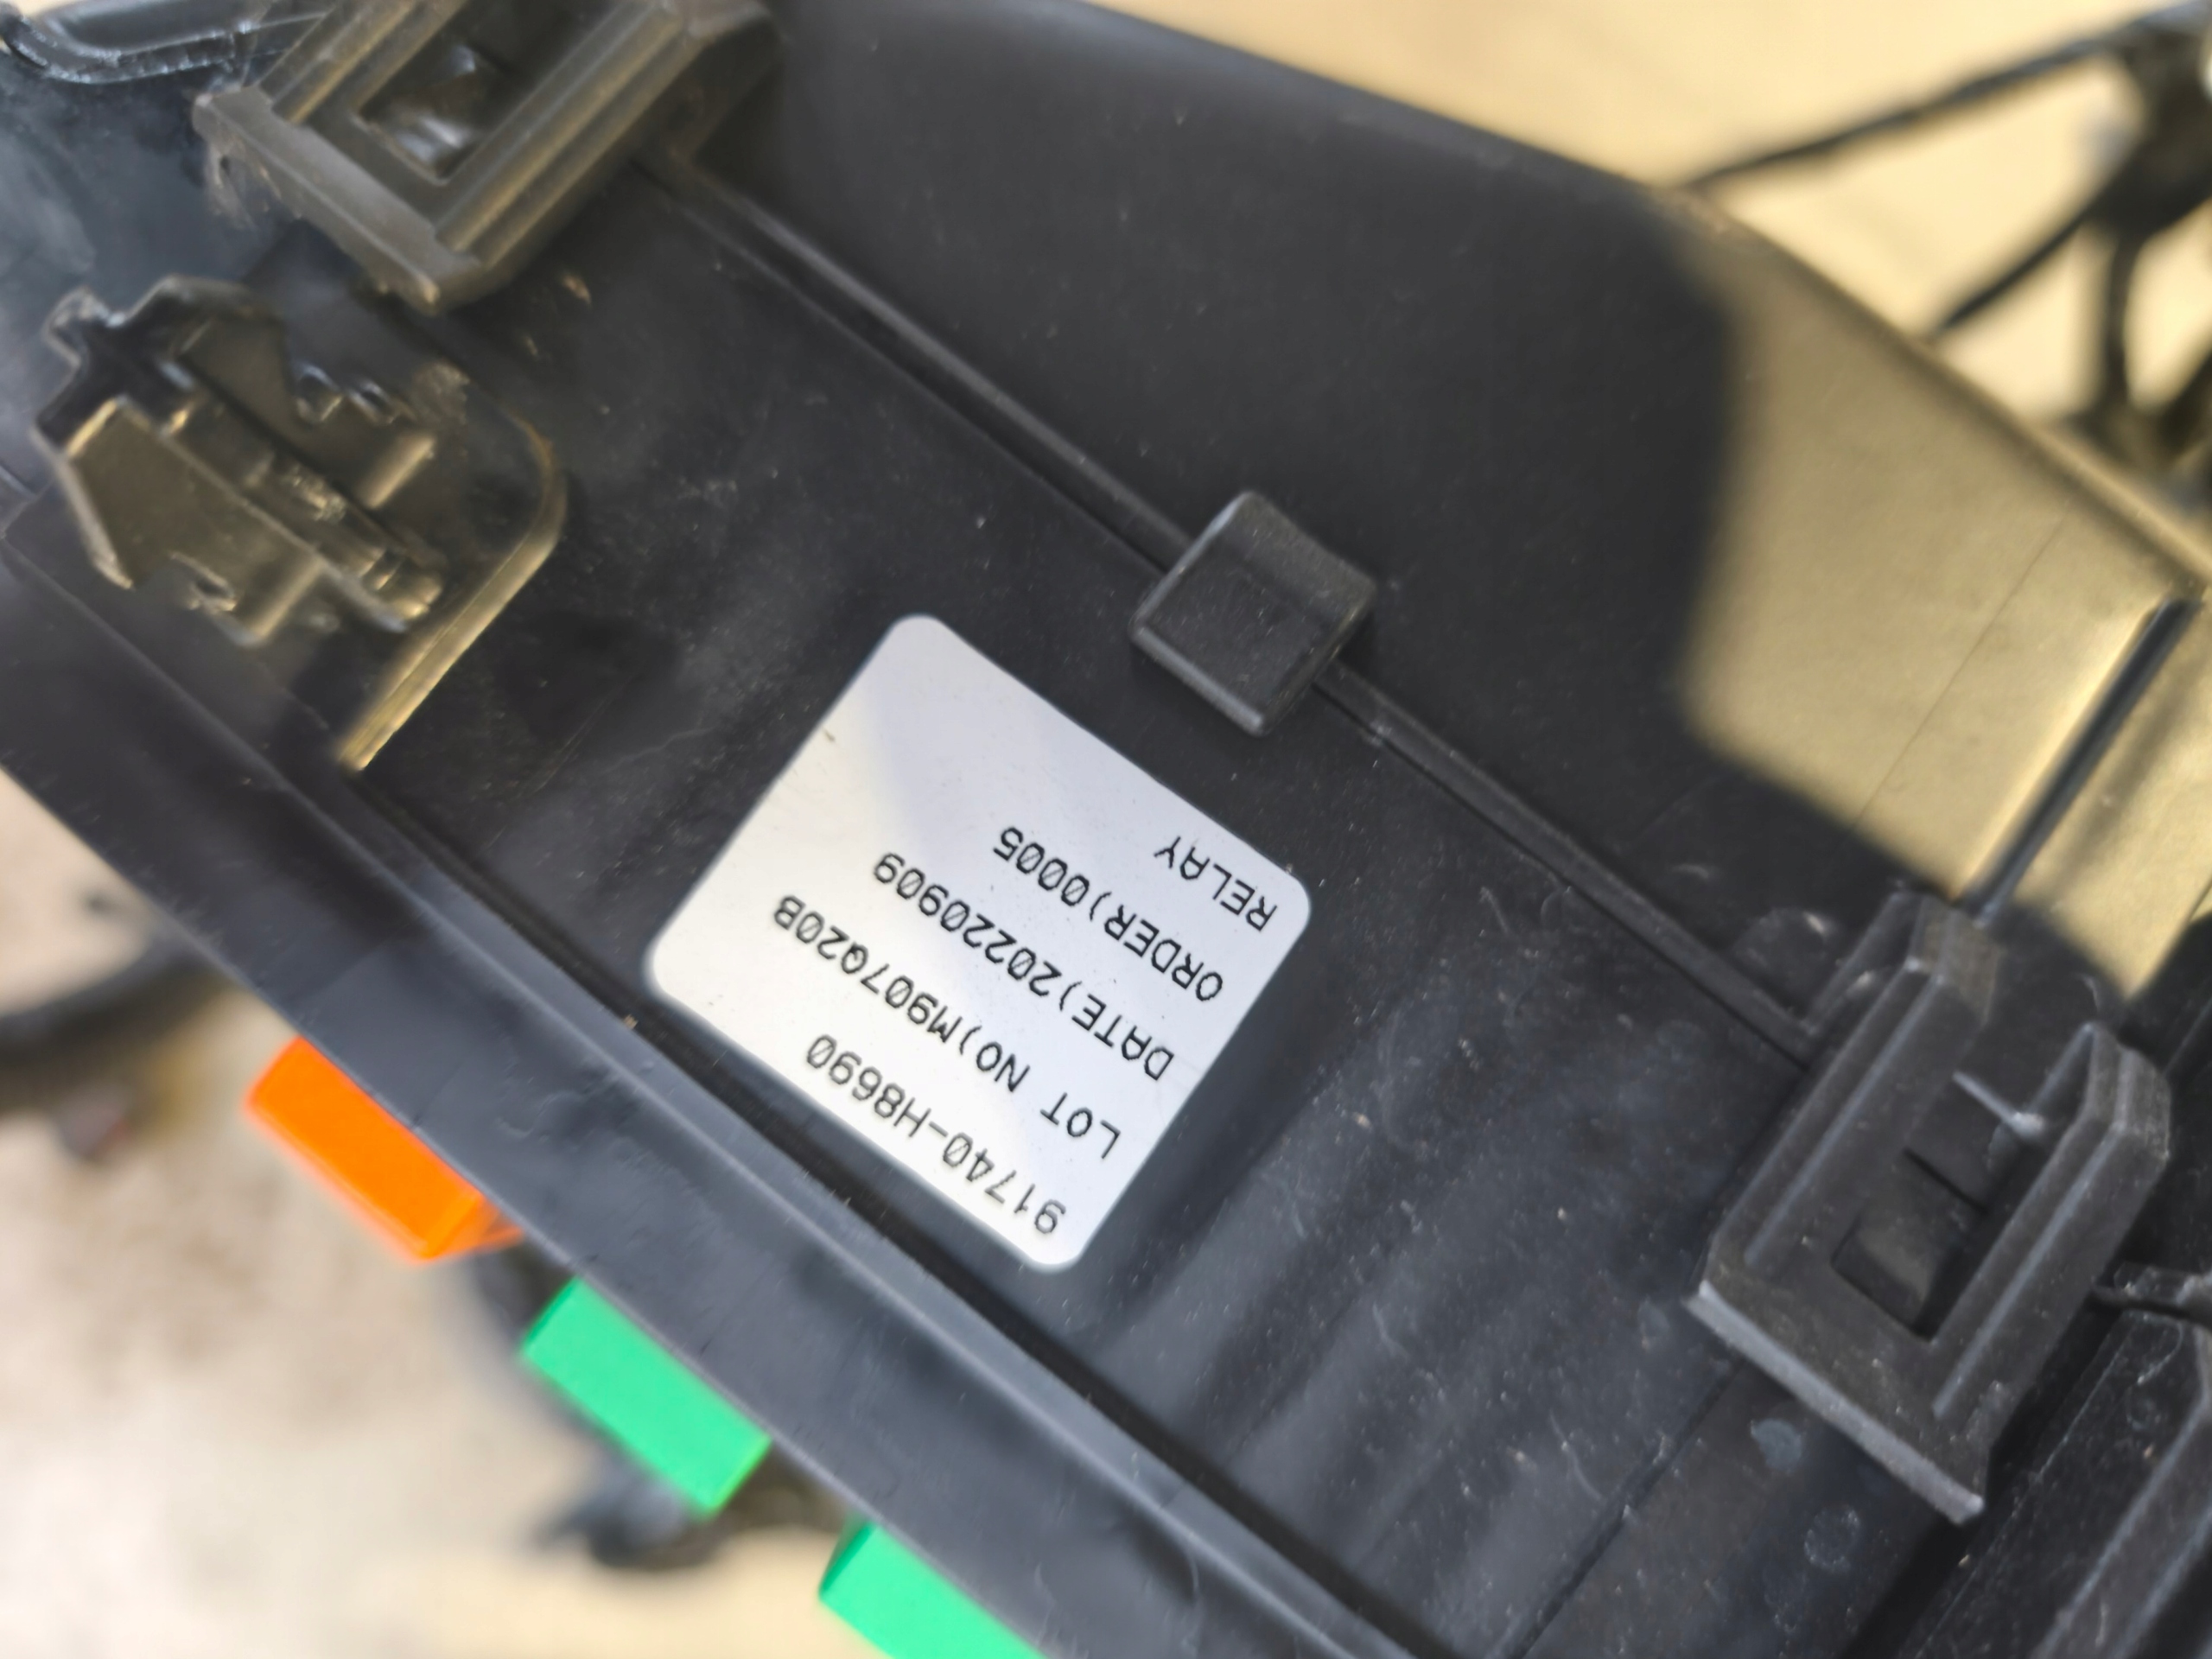 91740-H8690
LOT NO)M907Q20B
DATE)20220909
ORDER)0005
RELAY